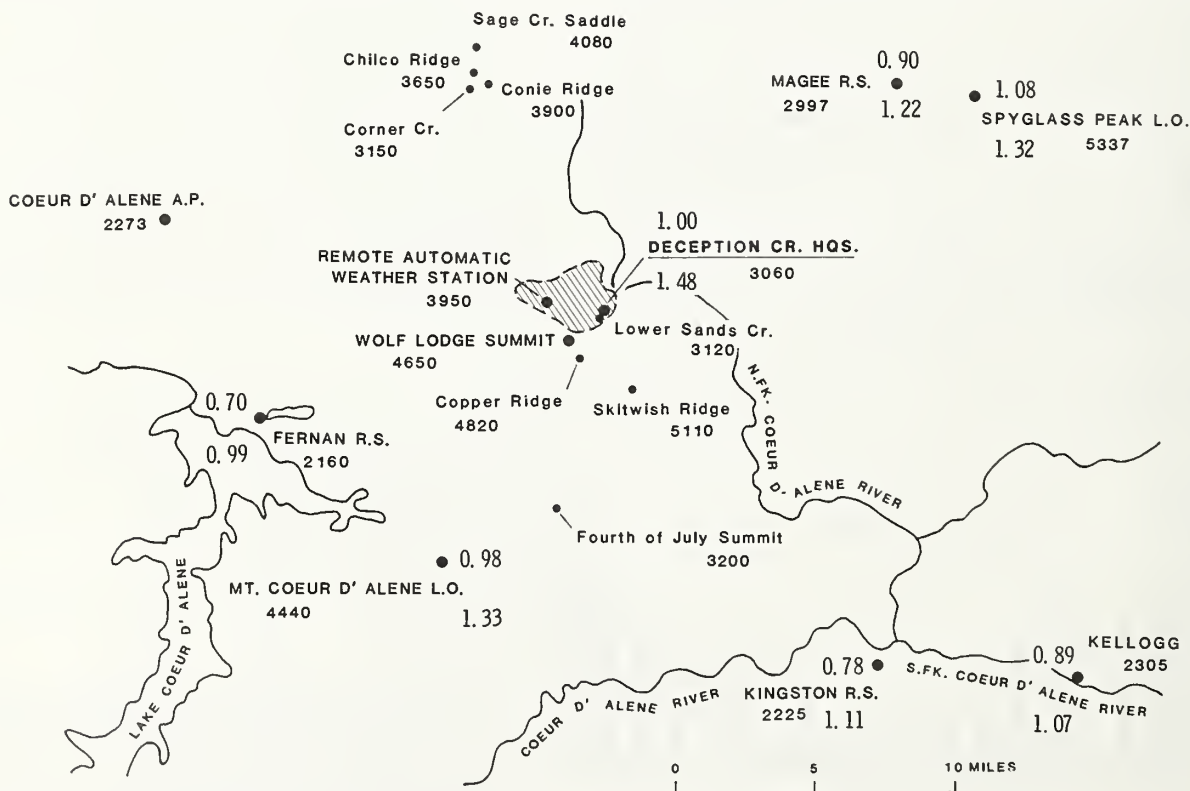 Sage Cr. Saddle
4080
Chilco Ridge
3650
Conie Ridge
3900
Corner Cr.
3150
0.90
MAGEE R.S.
2997
1.22
1.08
SPYGLASS PEAK L.O.
1.32
5337
COEUR D' ALENE A.P.
2273
1.00
DECEPTION CR. HQS.
3060
1.48
REMOTE AUTOMATIC
WEATHER STATION
3950
Lower Sands Cr.
3120
WOLF LODGE SUMMIT
4650
Copper Ridge
4820
Skitwish Ridge
5110
N.FK. COEUR D' ALENE RIVER
0.70
FERNAN R.S.
0.99
2160
Fourth of July Summit
3200
0.98
MT. COEUR D' ALENE L.O.
4440
1.33
LAKE COEUR D' ALENE
KELLOGG
0.89
2305
0.78
S.FK. COEUR D' ALENE RIVER
KINGSTON R.S.
2225
1.11
1.07
COEUR D' ALENE RIVER
0 5 10 MILES